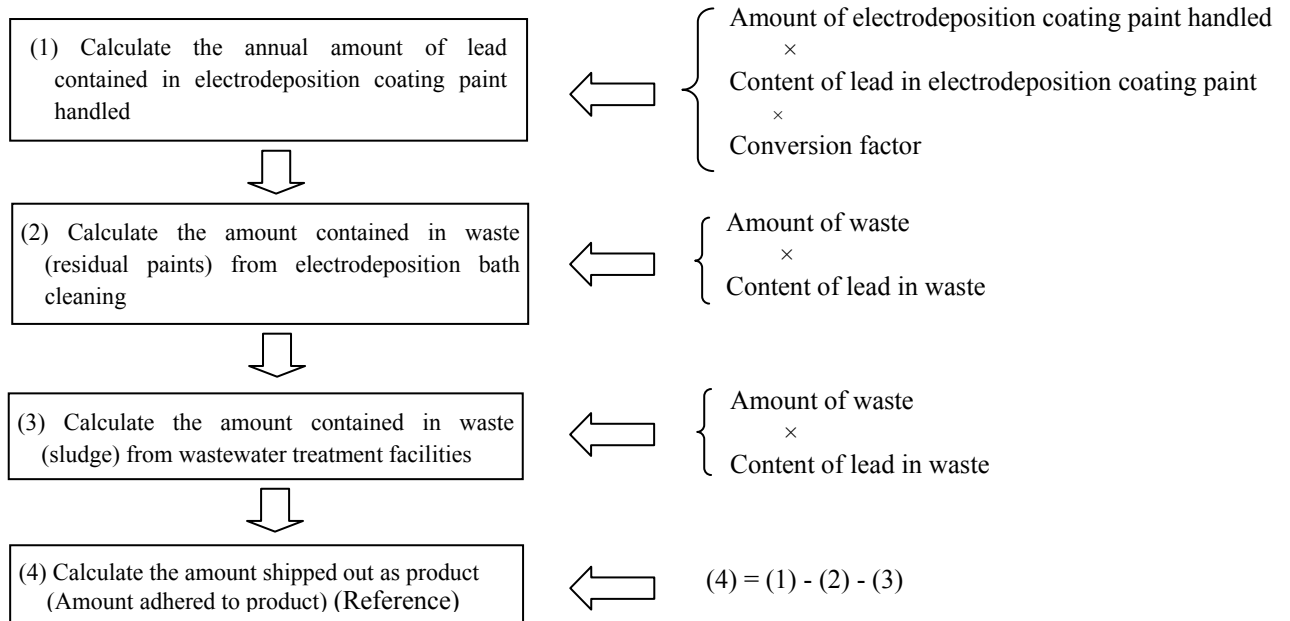 (1) Calculate the annual amount of lead
contained in electrodeposition coating paint
handled
Amount of electrodeposition coating paint handled
×
Content of lead in electrodeposition coating paint
×
Conversion factor
(2) Calculate the amount contained in waste
(residual paints) from electrodeposition bath
cleaning
Amount of waste
×
Content of lead in waste
(3) Calculate the amount contained in waste
(sludge) from wastewater treatment facilities
Amount of waste
×
Content of lead in waste
(4) Calculate the amount shipped out as product
(Amount adhered to product) (Reference)
(4) = (1) - (2) - (3)